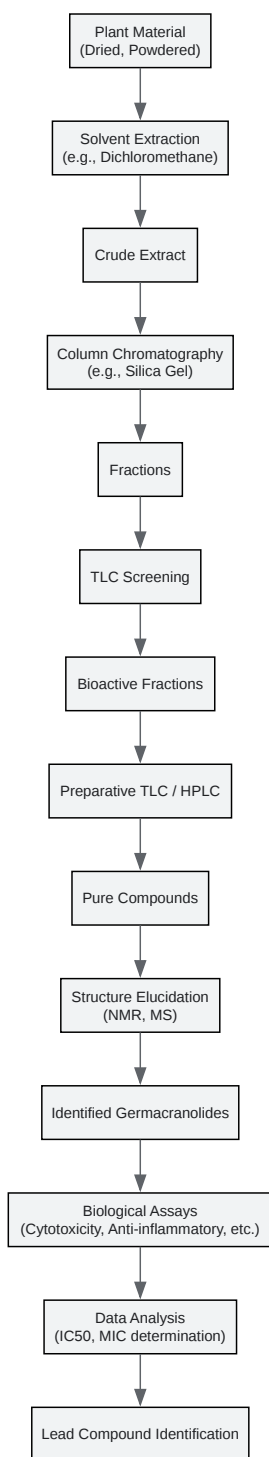 Plant Material
(Dried, Powdered)
Solvent Extraction
(e.g., Dichloromethane)
Crude Extract
Column Chromatography
(e.g., Silica Gel)
Fractions
TLC Screening
Bioactive Fractions
Preparative TLC / HPLC
Pure Compounds
Structure Elucidation
(NMR, MS)
Identified Germacranolides
Biological Assays
(Cytotoxicity, Anti-inflammatory, etc.)
Data Analysis
(IC50, MIC determination)
Lead Compound Identification